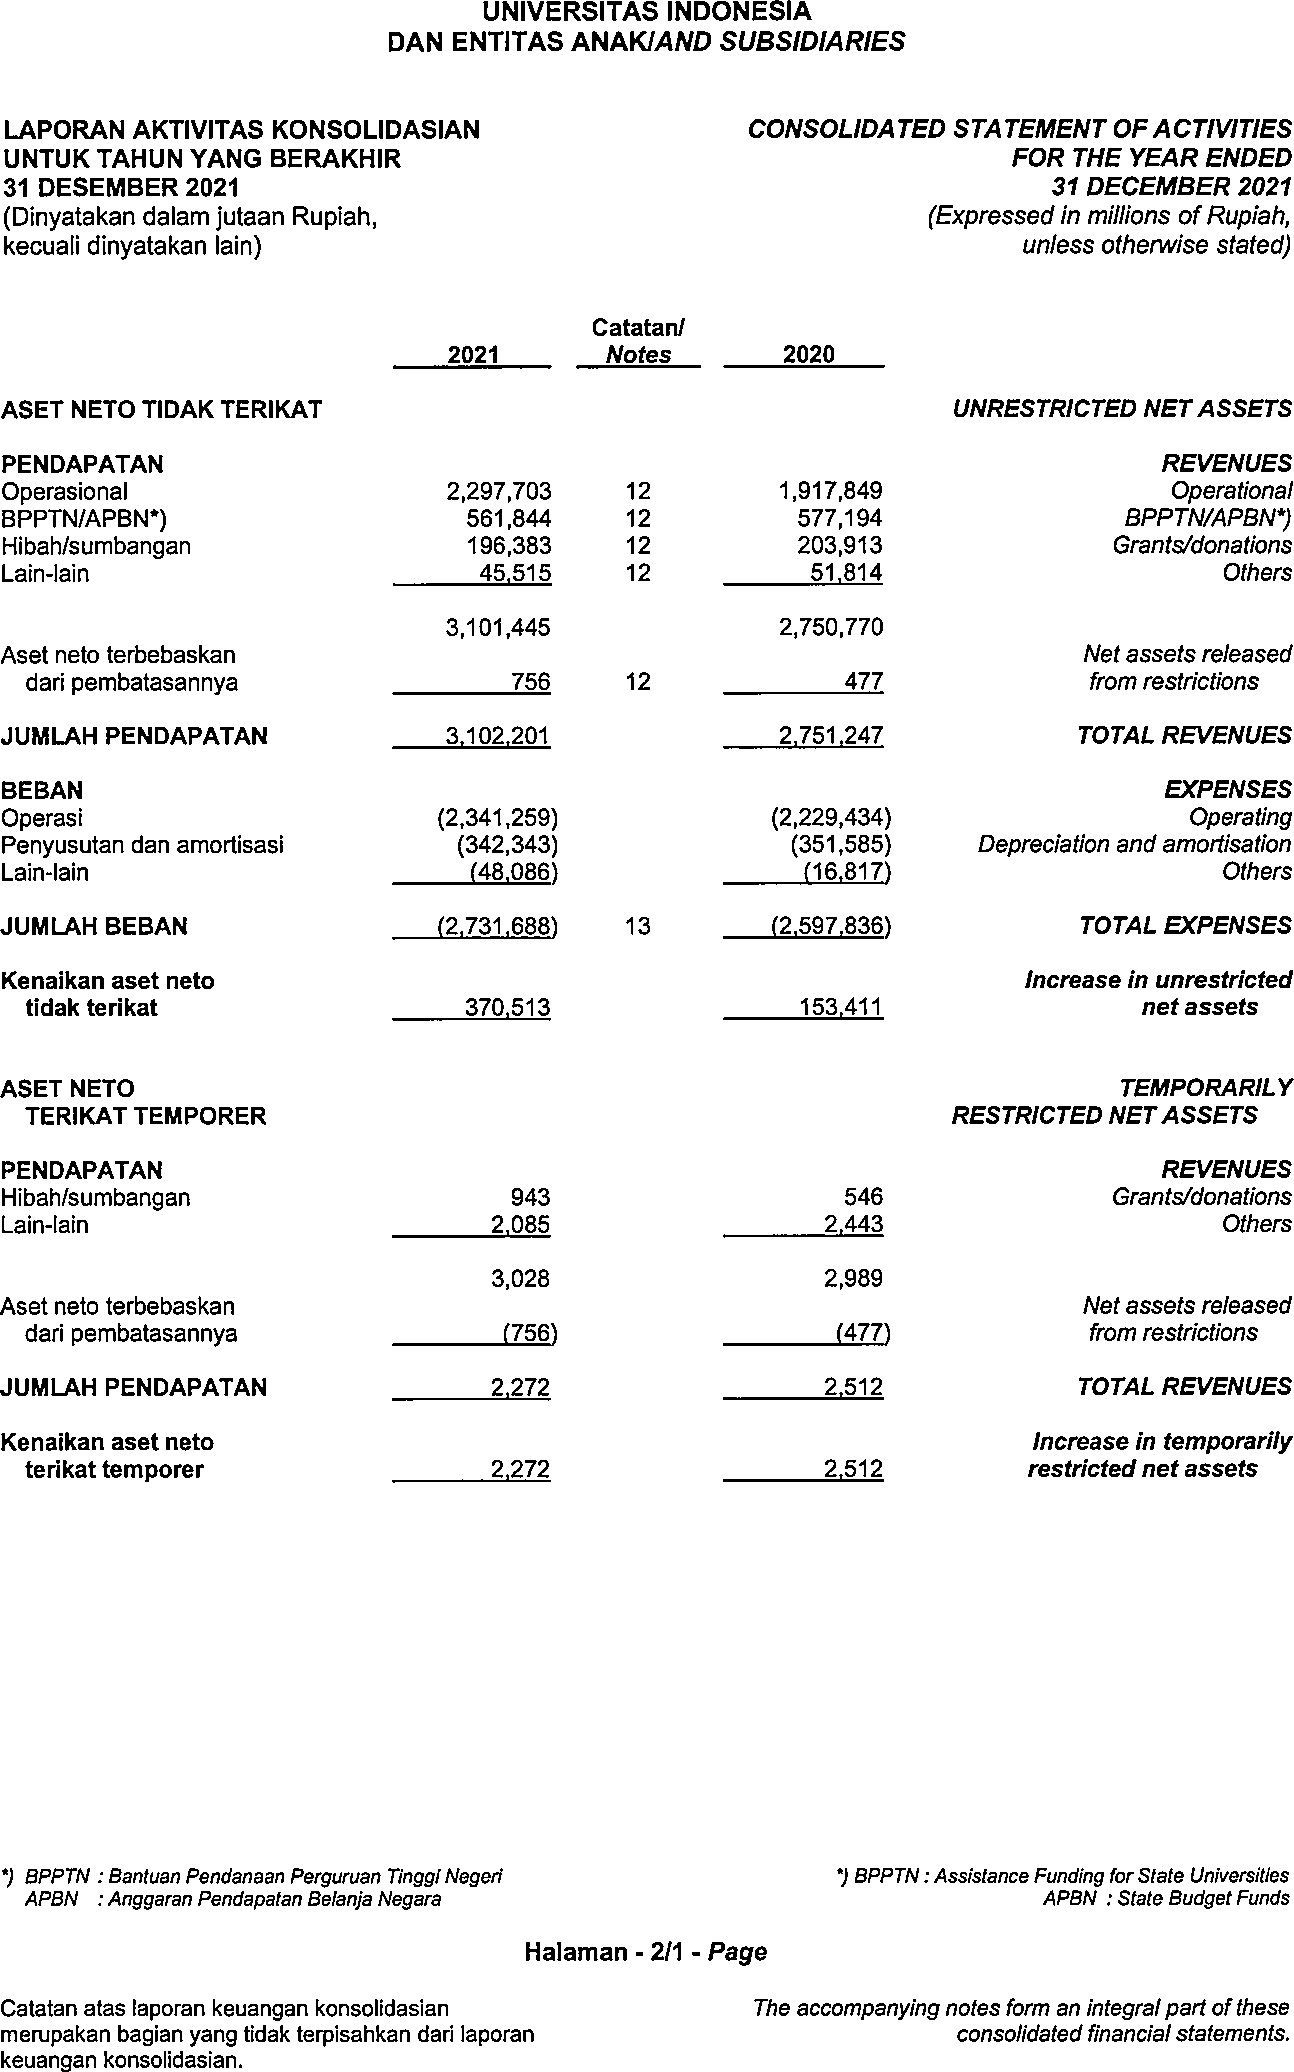 UNIVERSITAS INDONESIA
DAN ENTITAS ANAK/AND SUBSIDIARIES
LAPORAN AKTIVITAS KONSOLIDASIAN CONSOLIDATED STATEMENT OF ACTIVITIES
UNTUK TAHUN YANG BERAKHIR FOR THE YEAR ENDED
31 DESEMBER 2021 31 DECEMBER 2021
(Dinyatakan dalam jutaan Rupiah, (Expressed in millions of Rupiah,
kecuali dinyatakan lain) unless otherwise stated)
Catatan/
2021 Notes 2020
ASET NETO TIDAK TERIKAT UNRESTRICTED NET ASSETS
PENDAPATAN REVENUES
Operasional 2,297,703 12 1,917,849 Operational
BPPTN/APBN*) 561,844 12 577,194 BPPTN/APBN*)
Hibah/sumbangan 196,383 12 203,913 Grants/donations
Lain-lain 45,515 12 51,814 Others
3,101,445 2,750,770
Aset neto terbebaskan Net assets released
dari pembatasannya 756 12 477 from restrictions
JUMLAH PENDAPATAN 3,102,201 2,751,247 TOTAL REVENUES
BEBAN EXPENSES
Operasi (2,341,259) (2,229,434) Operating
Penyusutan dan amortisasi (342,343) (351,585) Depreciation and amortisation
Lain-lain (48,086) (16,817) Others
JUMLAH BEBAN (2,731,688) 13 (2,597,836) TOTAL EXPENSES
Kenaikan aset neto Increase in unrestricted
tidak terikat 370,513 153,411 net assets
ASET NETO TEMPORARILY
TERIKAT TEMPORER RESTRICTED NET ASSETS
PENDAPATAN REVENUES
Hibah/sumbangan 943 546 Grants/donations
Lain-lain 2,085 2,443 Others
3,028 2,989
Aset neto terbebaskan Net assets released
dari pembatasannya (756) (477) from restrictions
JUMLAH PENDAPATAN 2,272 2,512 TOTAL REVENUES
Kenaikan aset neto Increase in temporarily
terikat temporer 2,272 2,512 restricted net assets
*) BPPTN : Bantuan Pendanaan Perguruan Tinggi Negeri *) BPPTN : Assistance Funding for State Universities
APBN : Anggaran Pendapatan Belanja Negara APBN : State Budget Funds
Halaman - 2/1 - Page
Catatan atas laporan keuangan konsolidasian The accompanying notes form an integral part of these
merupakan bagian yang tidak terpisahkan dari laporan consolidated financial statements.
keuangan konsolidasian.